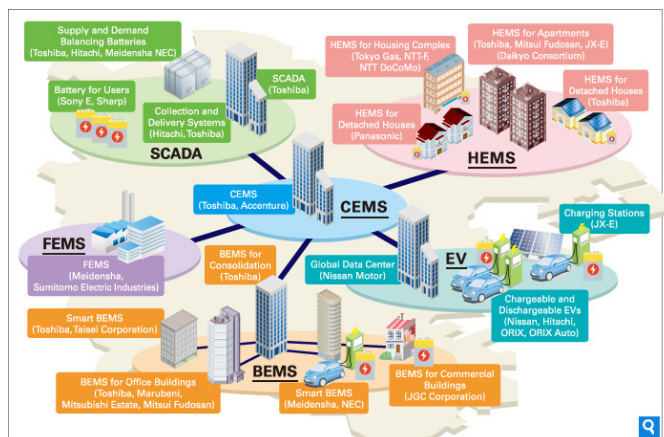 Supply and Demand
Balancing Batteries
(Toshiba, Hitachi, Meidensha NEC)
Battery for Users
(Sony E, Sharp)
Collection and
Delivery Systems
(Hitachi, Toshiba)
SCADA
(Toshiba)
SCADA
HEMS for Housing Complex
(Tokyo Gas, NTT-F,
NTT DoCoMo)
HEMS for Apartments
(Toshiba, Mitsui Fudosan, JX-E)
(Daikyo Consortium)
HEMS for
Detached Houses
(Toshiba)
HEMS for
Detached Houses
(Panasonic)
HEMS
CEMS
(Toshiba, Accenture)
CEMS
FEMS
FEMS
(Meidensha,
Sumitomo Electric Industries)
BEMS for
Consolidation
(Toshiba)
Global Data Center
(Nissan Motor)
EV
Charging Stations
(JX-E)
Chargeable and
Dischargeable EVs
(Nissan, Hitachi,
ORIX, ORIX Auto)
Smart BEMS
(Toshiba, Taisei Corporation)
BEMS for Office Buildings
(Toshiba, Marubeni,
Mitsubishi Estate, Mitsui Fudosan)
BEMS
Smart BEMS
(Meidensha, NEC)
BEMS for Commercial
Buildings
(JGC Corporation)